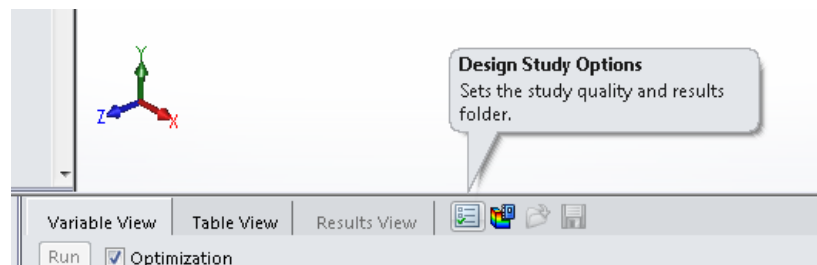 Y
Z
X
Design Study Options
Sets the study quality and results
folder.
Variable View Table View Results View
Run Optimization